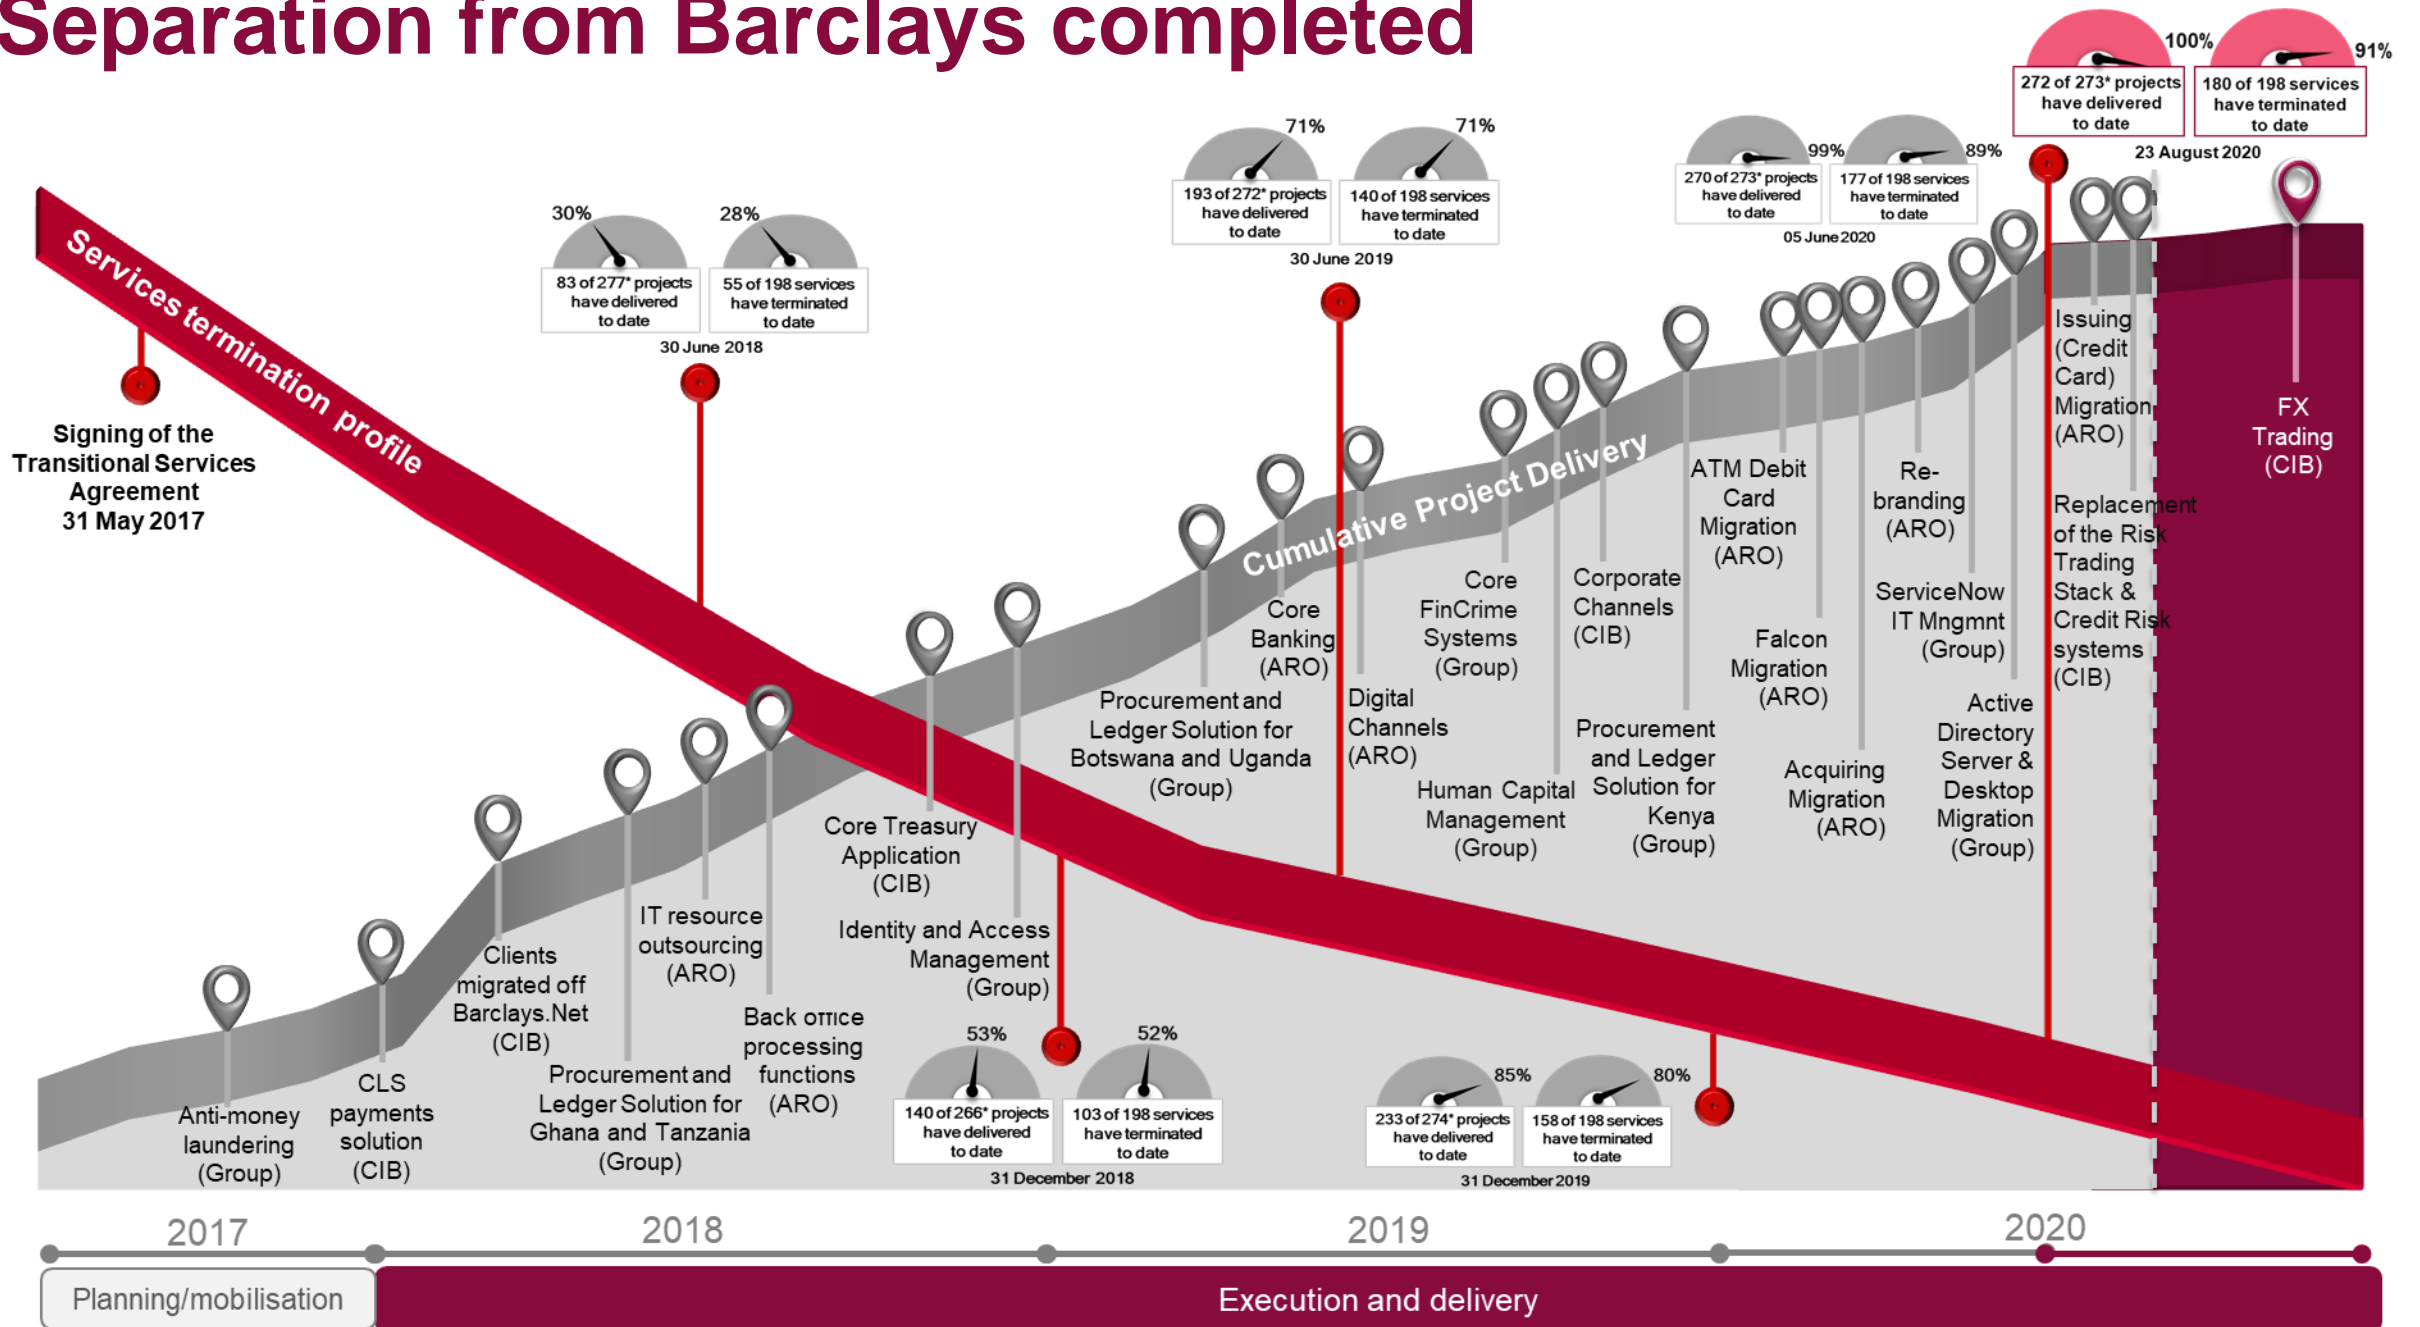 Separation from Barclays completed
100%
272 of 273* projects
have delivered
to date
91%
180 of 198 services
have terminated
to date
23 August 2020
99%
270 of 273* projects
have delivered
to date
89%
177 of 198 services
have terminated
to date
05 June 2020
71%
193 of 272* projects
have delivered
to date
71%
140 of 198 services
have terminated
to date
30 June 2019
30%
83 of 277* projects
have delivered
to date
28%
55 of 198 services
have terminated
to date
30 June 2018
Services termination profile
Signing of the
Transitional Services
Agreement
31 May 2017
Cumulative Project Delivery
Anti-money
laundering
(Group)
CLS
payments
solution
(CIB)
Clients
migrated off
Barclays.Net
(CIB)
Procurement and
Ledger Solution for
Ghana and Tanzania
(Group)
IT resource
outsourcing
(ARO)
Back office
processing
functions
(ARO)
Core Treasury
Application
(CIB)
Identity and Access
Management
(Group)
53%
140 of 266* projects
have delivered
to date
52%
103 of 198 services
have terminated
to date
31 December 2018
Procurement and
Ledger Solution for
Botswana and Uganda
(Group)
Core
Banking
(ARO)
Digital
Channels
(ARO)
Core
FinCrime
Systems
(Group)
Human Capital
Management
(Group)
Corporate
Channels
(CIB)
Procurement
and Ledger
Solution for
Kenya
(Group)
85%
233 of 274* projects
have delivered
to date
80%
158 of 198 services
have terminated
to date
31 December 2019
ATM Debit
Card
Migration
(ARO)
Falcon
Migration
(ARO)
Acquiring
Migration
(ARO)
Re-
branding
(ARO)
ServiceNow
IT Mngmnt
(Group)
Active
Directory
Server &
Desktop
Migration
(Group)
Issuing
(Credit
Card)
Migration
(ARO)
Replacement
of the Risk
Trading
Stack &
Credit Risk
systems
(CIB)
FX
Trading
(CIB)
2017
2018
2019
2020
Planning/mobilisation
Execution and delivery